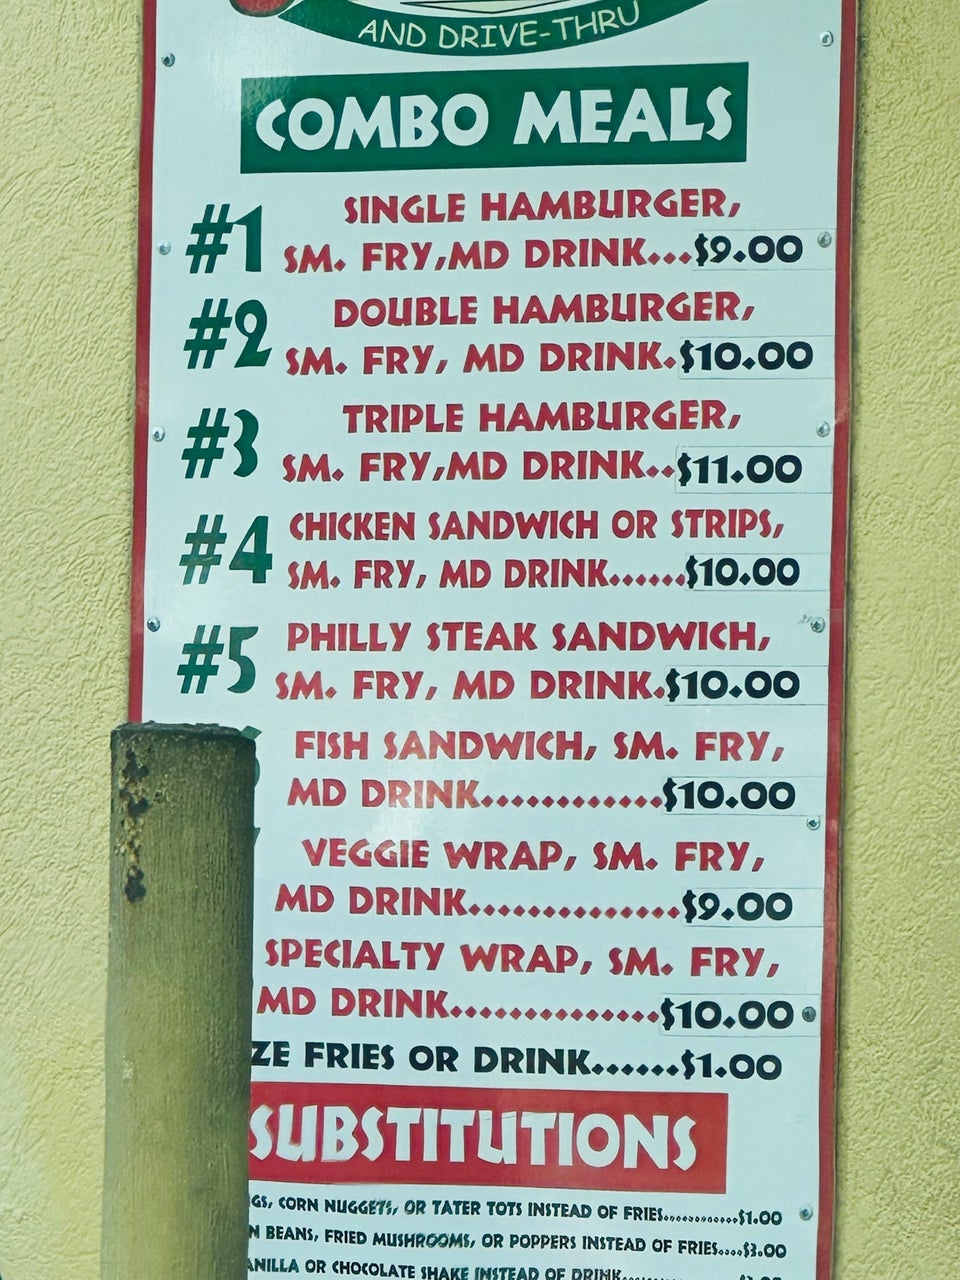 AND DRIVE-THRU
COMBO MEALS
#1 SINGLE HAMBURGER,
SM. FRY,MD DRINK...$9.00
#2 DOUBLE HAMBURGER,
SM. FRY, MD DRINK.$10.00
#3 TRIPLE HAMBURGER,
SM. FRY,MD DRINK..$11.00
#4 CHICKEN SANDWICH OR STRIPS,
SM. FRY, MD DRINK......$10.00
#5 PHILLY STEAK SANDWICH,
SM. FRY, MD DRINK.$10.00
FISH SANDWICH, SM. FRY,
MD DRINK............$10.00
VEGGIE WRAP, SM. FRY,
MD DRINK..............$9.00
SPECIALTY WRAP, SM. FRY,
MD DRINK..............$10.00
FRIES OR DRINK......$1.00
SUBSTITUTIONS
CORN NUGGETS, OR TATER TOTS INSTEAD OF FRIES.............$1.00
BEANS, FRIED MUSHROOMS, OR POPPERS INSTEAD OF FRIES....$3.00
OR CHOCOLATE SHAKE INSTEAD OF DRINK